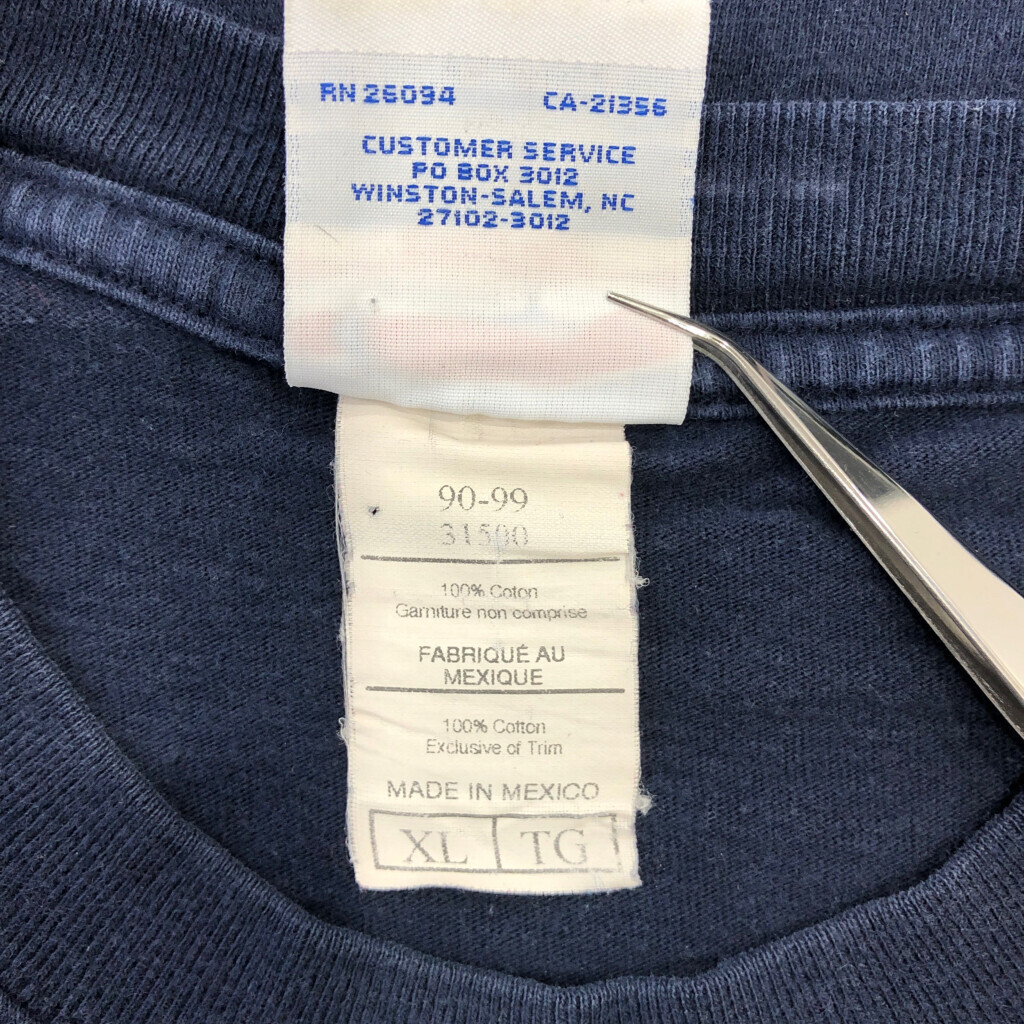 RN 26094 CA-21356
CUSTOMER SERVICE
PO BOX 3012
WINSTON-SALEM, NC
27102-3012
90-99
31500
100% Coton
Garniture non comprise
FABRIQUÉ AU
MEXIQUE
100% Cotton
Exclusive of Trim
MADE IN MEXICO
XL TG